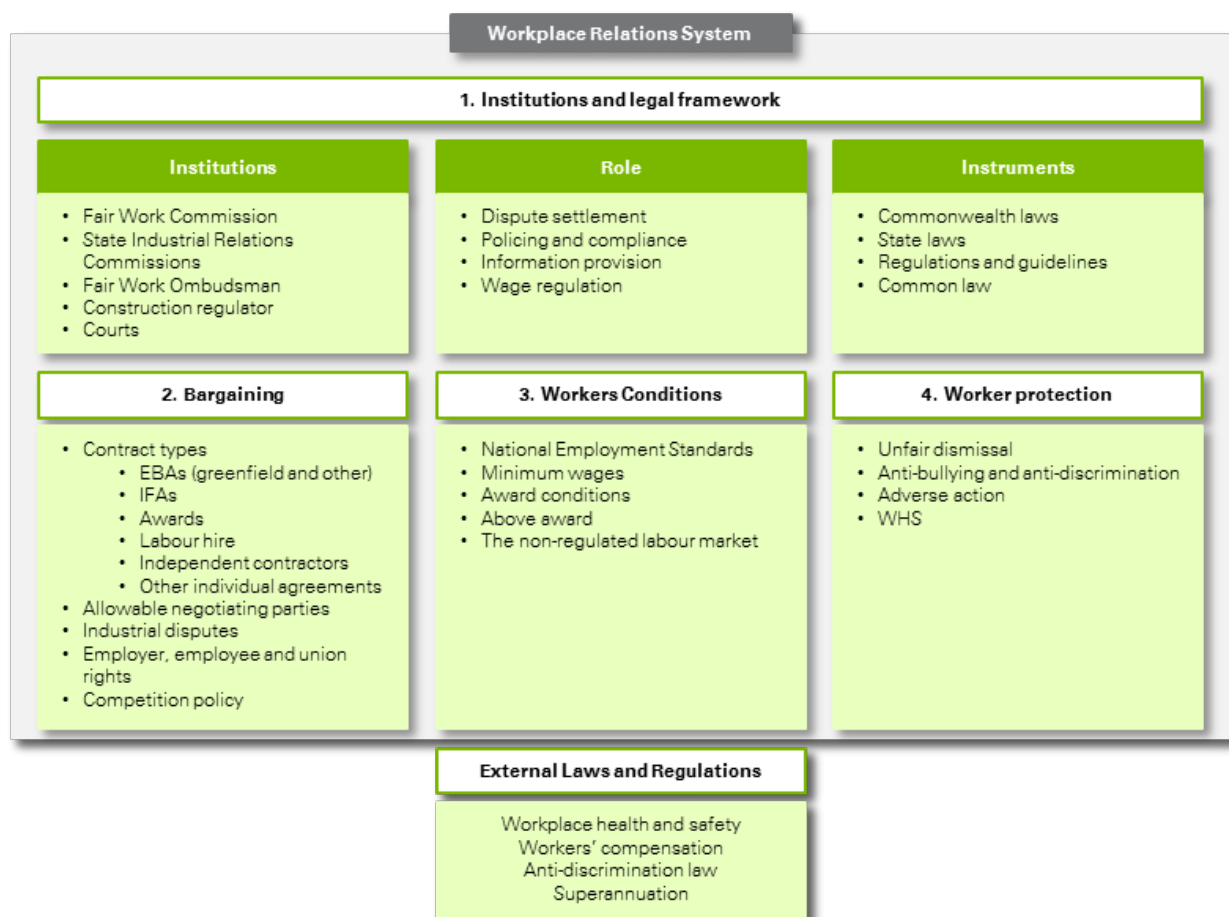 Workplace Relations System
1. Institutions and legal framework
Institutions
• Fair Work Commission
• State Industrial Relations
Commissions
• Fair Work Ombudsman
• Construction regulator
• Courts
Role
• Dispute settlement
• Policing and compliance
• Information provision
• Wage regulation
Instruments
• Commonwealth laws
• State laws
• Regulations and guidelines
• Common law
2. Bargaining
• Contract types
• EBAs (greenfield and other)
• IFAs
• Awards
• Labour hire
• Independent contractors
• Other individual agreements
• Allowable negotiating parties
• Industrial disputes
• Employer, employee and union
rights
• Competition policy
3. Workers Conditions
• National Employment Standards
• Minimum wages
• Award conditions
• Above award
• The non-regulated labour market
4. Worker protection
• Unfair dismissal
• Anti-bullying and anti-discrimination
• Adverse action
• WHS
External Laws and Regulations
Workplace health and safety
Workers’ compensation
Anti-discrimination law
Superannuation